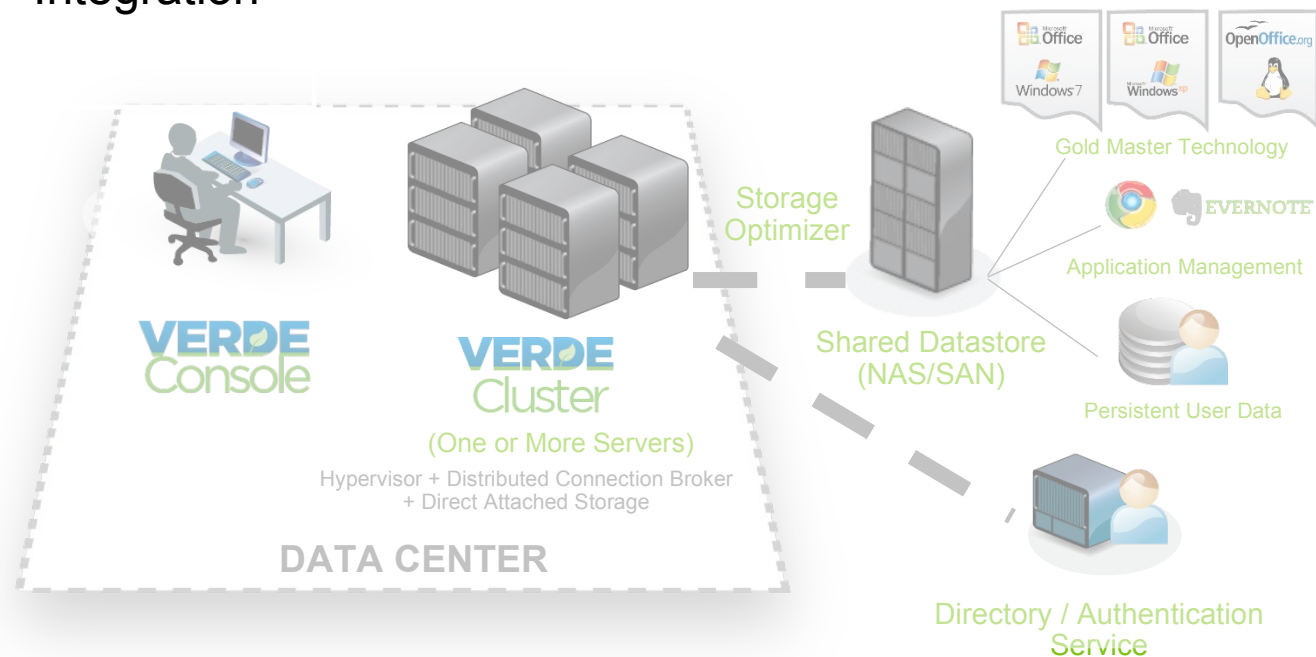 Integration
Microsoft
Office
Windows 7
Microsoft
Office
Microsoft
Windows xp
OpenOffice.org
Gold Master Technology
EVERNOTE
Application Management
Storage
Optimizer
Shared Datastore
(NAS/SAN)
Persistent User Data
VERDE
Console
VERDE
Cluster
(One or More Servers)
Hypervisor + Distributed Connection Broker
+ Direct Attached Storage
DATA CENTER
Directory / Authentication
Service